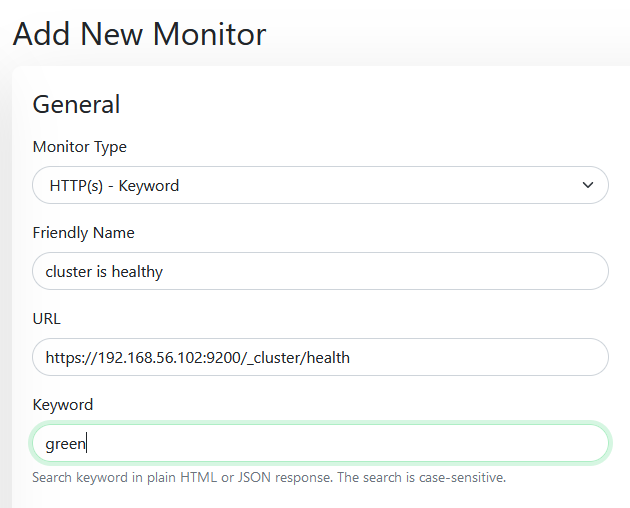 Add New Monitor
General
Monitor Type
HTTP(s) - Keyword
Friendly Name
cluster is healthy
URL
https://192.168.56.102:9200/_cluster/health
Keyword
green
Search keyword in plain HTML or JSON response. The search is case-sensitive.